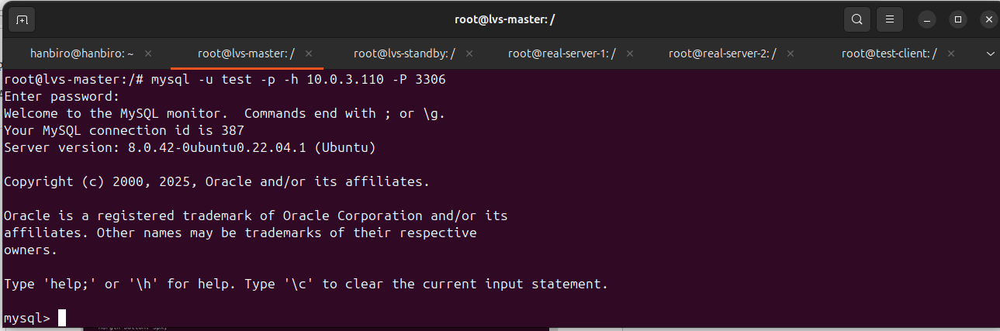 root@lvs-master: /
hanbiro@hanbiro: ~
root@lvs-master: /
root@lvs-standby: /
root@real-server-1: /
root@real-server-2: /
root@test-client: /
root@lvs-master:/# mysql -u test -p -h 10.0.3.110 -P 3306
Enter password:
Welcome to the MySQL monitor.  Commands end with ; or \g.
Your MySQL connection id is 387
Server version: 8.0.42-0ubuntu0.22.04.1 (Ubuntu)
Copyright (c) 2000, 2025, Oracle and/or its affiliates.
Oracle is a registered trademark of Oracle Corporation and/or its
affiliates. Other names may be trademarks of their respective
owners.
Type 'help;' or '\h' for help. Type '\c' to clear the current input statement.
mysql>